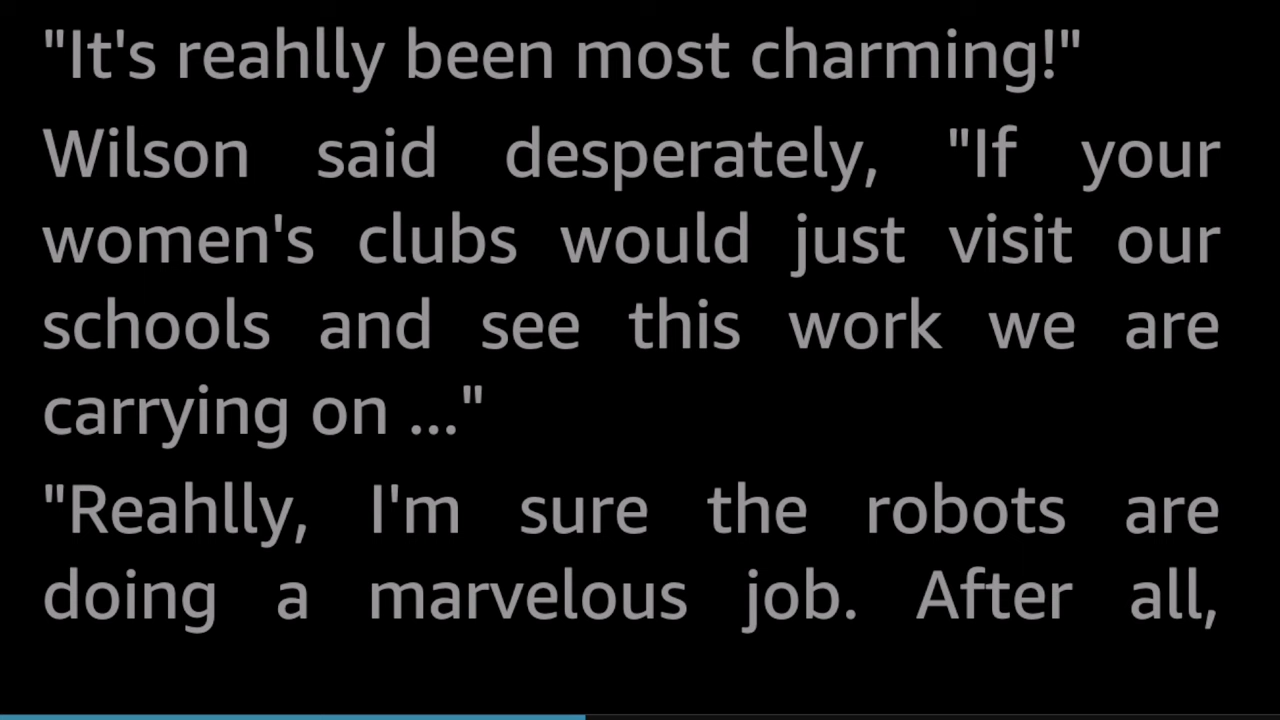 "It's reahlly been most charming!"
Wilson said desperately, "If your
women's clubs would just visit our
schools and see this work we are
carrying on ..."
"Reahlly, I'm sure the robots are
doing a marvelous job. After all,